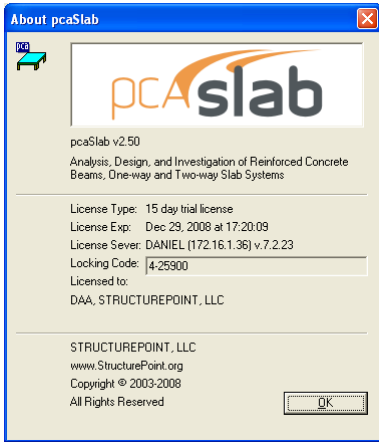 About pcaSlab
pca
pcaslab
pcaSlab v2.50
Analysis, Design, and Investigation of Reinforced Concrete
Beams, One-way and Two-way Slab Systems
License Type: 15 day trial license
License Exp: Dec 29, 2008 at 17:20:09
License Sever: DANIEL (172.16.1.36) v.7.2.23
Locking Code: 4-25900
Licensed to:
DAA, STRUCTUREPOINT, LLC
STRUCTUREPOINT, LLC
www.StructurePoint.org
Copyright © 2003-2008
All Rights Reserved
OK